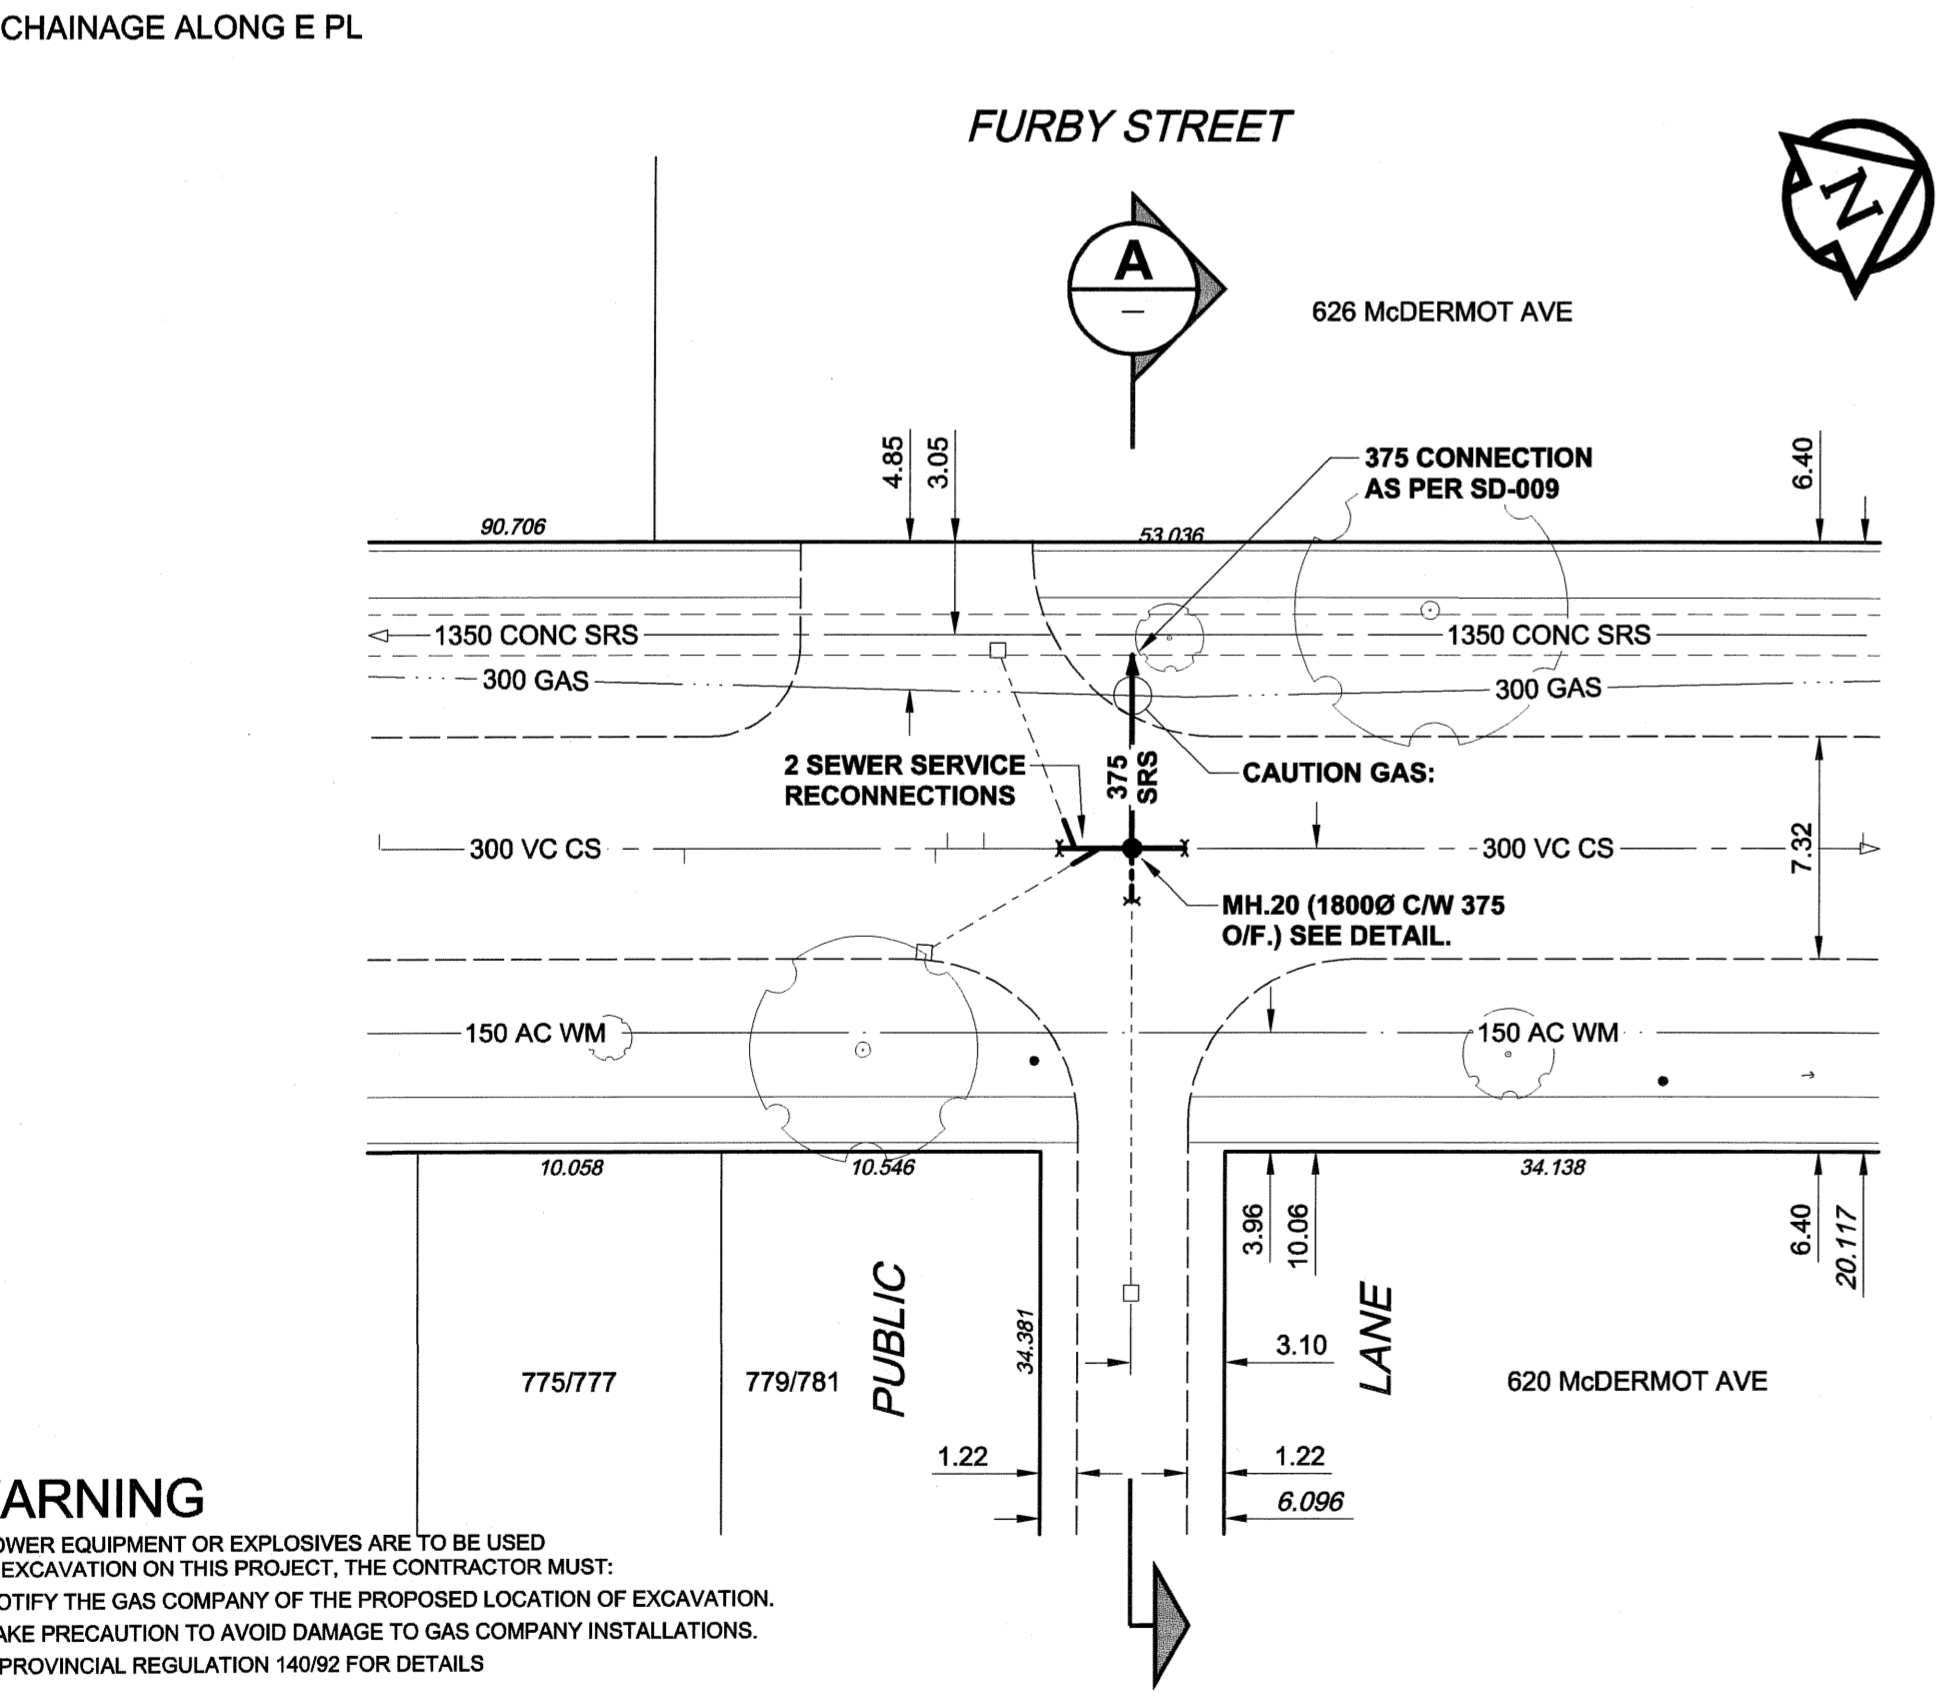 CHAINAGE ALONG E PL
FURBY STREET
N
A
–
626 McDERMOT AVE
4.85
3.05
375 CONNECTION
AS PER SD-009
6.40
90.706
53.036
1350 CONC SRS
1350 CONC SRS
300 GAS
300 GAS
2 SEWER SERVICE
RECONNECTIONS
375
SRS
CAUTION GAS:
300 VC CS
300 VC CS
7.32
MH.20 (1800Ø C/W 375
O/F.) SEE DETAIL.
150 AC WM
150 AC WM
10.058
10.546
34.138
3.96
10.06
6.40
20.117
PUBLIC
LANE
34.381
3.10
775/777
779/781
620 McDERMOT AVE
1.22
1.22
6.096
ARNING
OWER EQUIPMENT OR EXPLOSIVES ARE TO BE USED
EXCAVATION ON THIS PROJECT, THE CONTRACTOR MUST:
OTIFY THE GAS COMPANY OF THE PROPOSED LOCATION OF EXCAVATION.
AKE PRECAUTION TO AVOID DAMAGE TO GAS COMPANY INSTALLATIONS.
PROVINCIAL REGULATION 140/92 FOR DETAILS